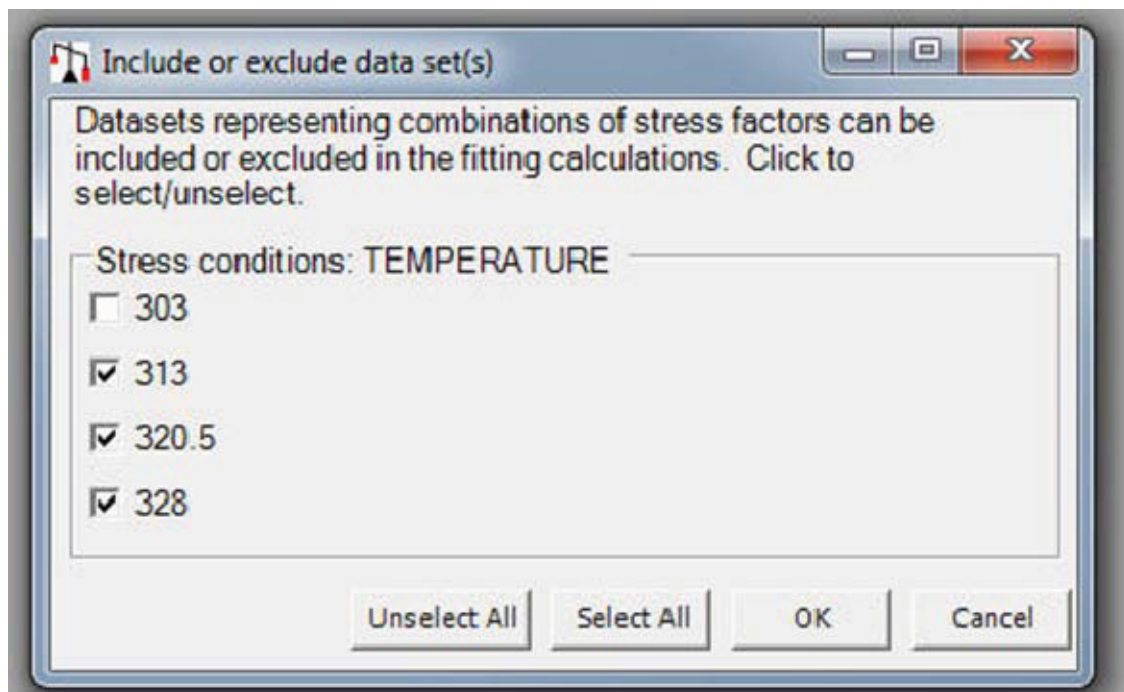 Include or exclude data set(s)
Datasets representing combinations of stress factors can be
included or excluded in the fitting calculations.  Click to
select/unselect.
Stress conditions: TEMPERATURE
303
313
320.5
328
Unselect All Select All OK Cancel